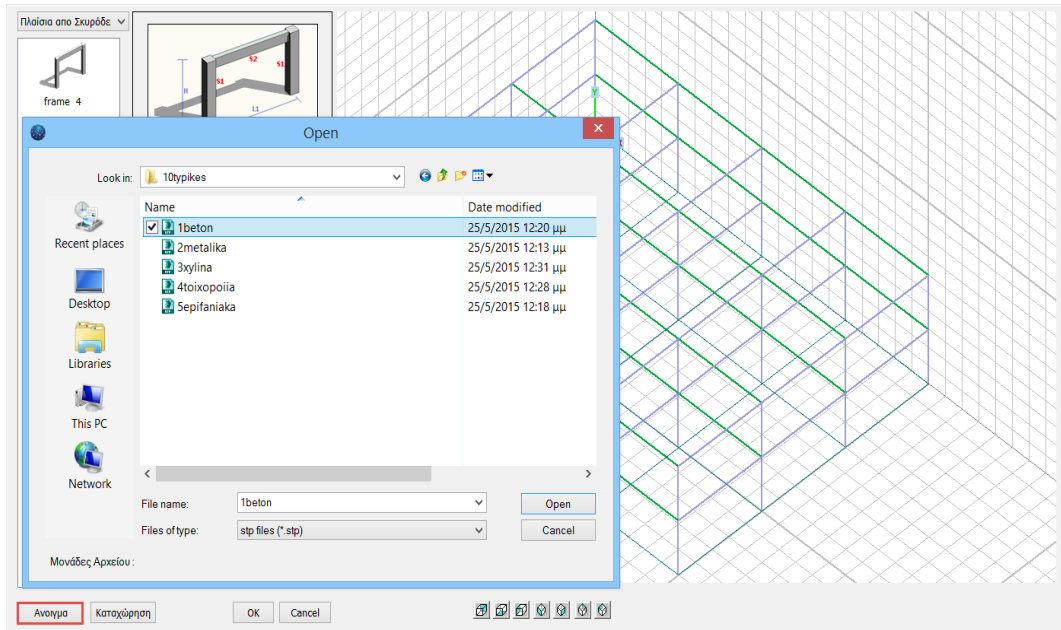 Πλαίσια απο Σκυρόδε
frame 4
S2
S1
S1
H
L1
Y
Open
Look in:
10typikes
Name
Date modified
1beton
25/5/2015 12:20 μμ
2metalika
25/5/2015 12:13 μμ
3xylina
25/5/2015 12:31 μμ
4toixopoiia
25/5/2015 12:28 μμ
5epifaniaka
25/5/2015 12:18 μμ
Recent places
Desktop
Libraries
This PC
Network
File name:
1beton
Open
Files of type:
stp files (*.stp)
Cancel
Μονάδες Αρχείου :
Ανοιγμα
Καταχώρηση
OK
Cancel